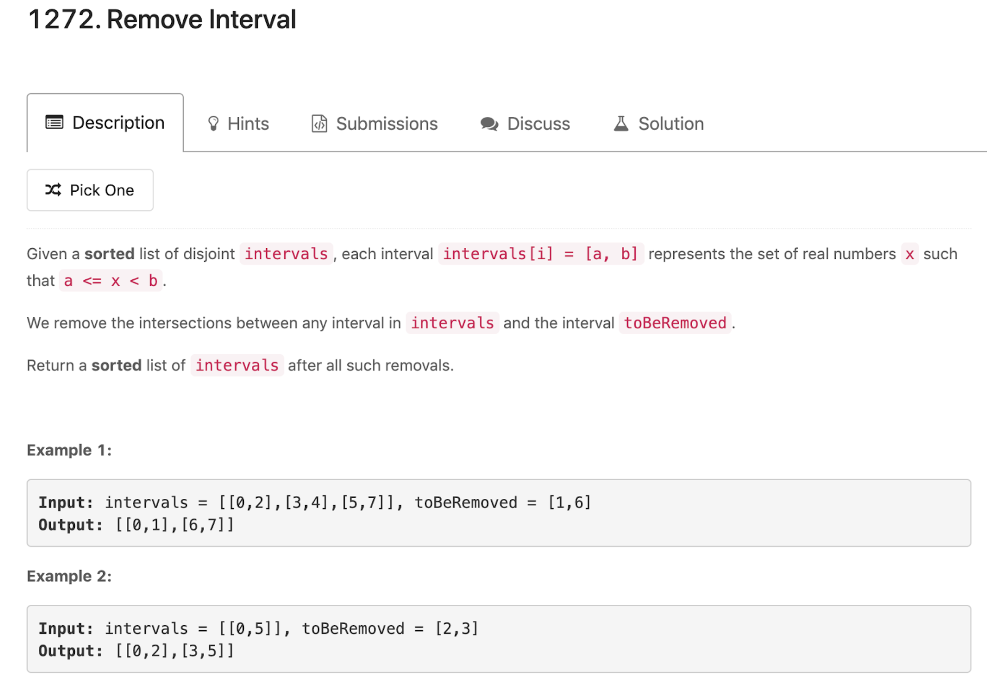 1272. Remove Interval
Description
Hints
Submissions
Discuss
Solution
Pick One
Given a sorted list of disjoint intervals, each interval intervals[i] = [a, b] represents the set of real numbers x such
that a <= x < b.
We remove the intersections between any interval in intervals and the interval toBeRemoved.
Return a sorted list of intervals after all such removals.
Example 1:
Input: intervals = [[0,2],[3,4],[5,7]], toBeRemoved = [1,6]
Output: [[0,1],[6,7]]
Example 2:
Input: intervals = [[0,5]], toBeRemoved = [2,3]
Output: [[0,2],[3,5]]